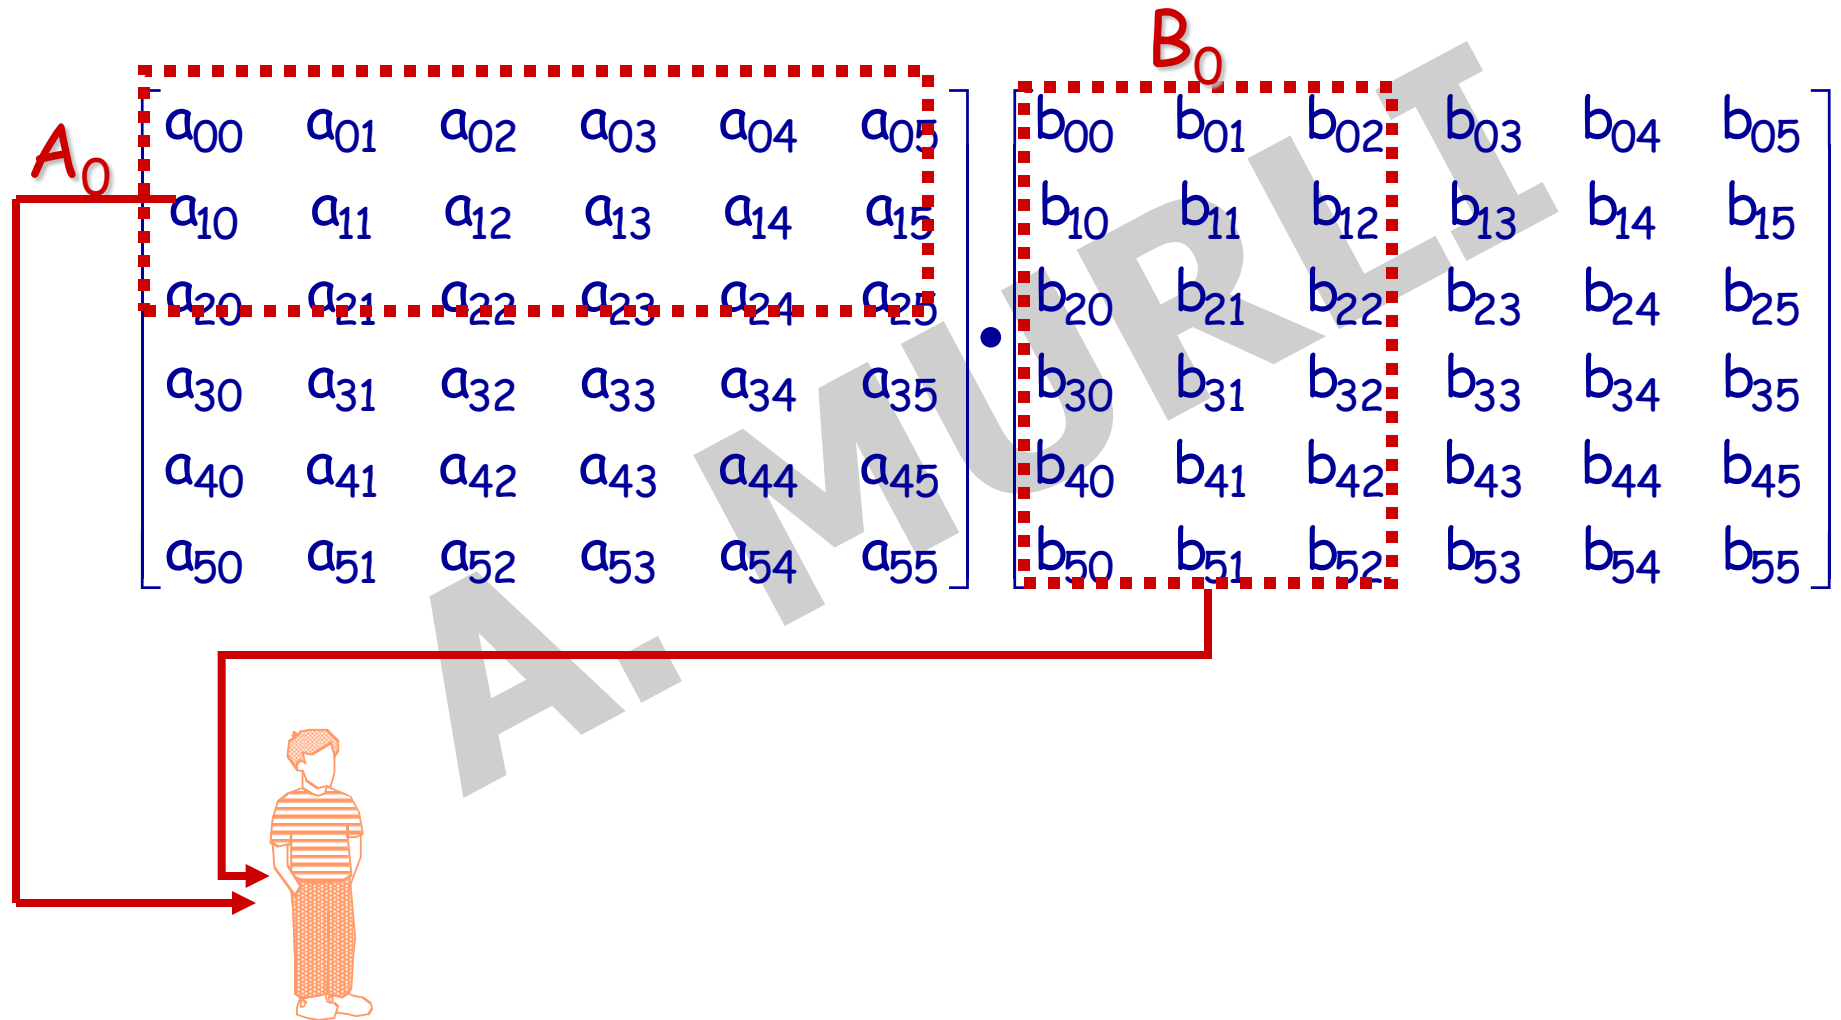 B0
A0
a00 a01 a02 a03 a04 a05 b00 b01 b02 b03 b04 b05
a10 a11 a12 a13 a14 a15 b10 b11 b12 b13 b14 b15
a20 a21 a22 a23 a24 a25 b20 b21 b22 b23 b24 b25
•
a30 a31 a32 a33 a34 a35 b30 b31 b32 b33 b34 b35
a40 a41 a42 a43 a44 a45 b40 b41 b42 b43 b44 b45
a50 a51 a52 a53 a54 a55 b50 b51 b52 b53 b54 b55
A. MURLI